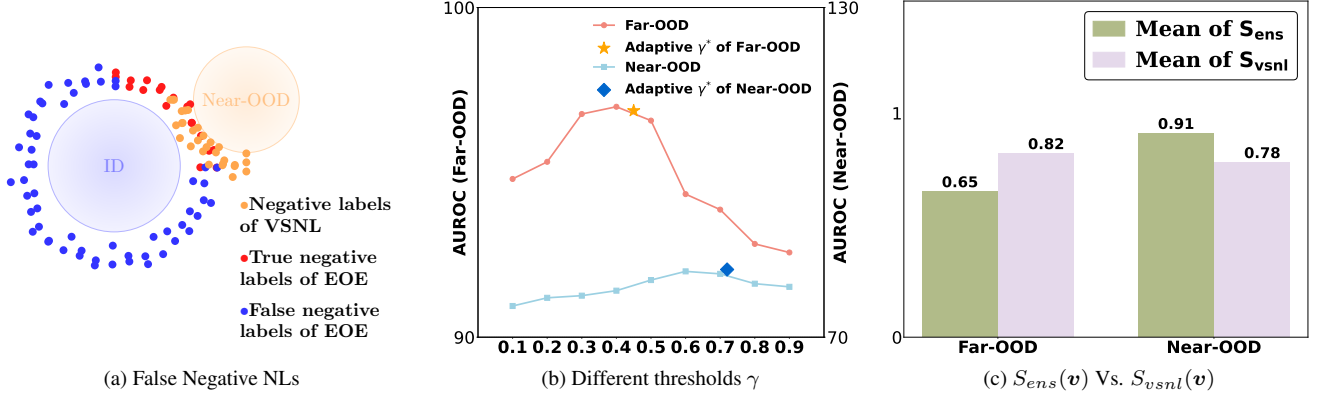 Near-OOD
ID
Negative labels
of VSNL
True negative
labels of EOE
False negative
labels of EOE
(a) False Negative NLs
100
90
AUROC (Far-OOD)
Far-OOD
Adaptive γ* of Far-OOD
Near-OOD
Adaptive γ* of Near-OOD
130
70
AUROC (Near-OOD)
0.1 0.2 0.3 0.4 0.5 0.6 0.7 0.8 0.9
(b) Different thresholds γ
Mean of S_ens
Mean of S_vsnl
1
0
0.65
0.82
0.91
0.78
Far-OOD
Near-OOD
(c) S_ens(v) Vs. S_vsnl(v)